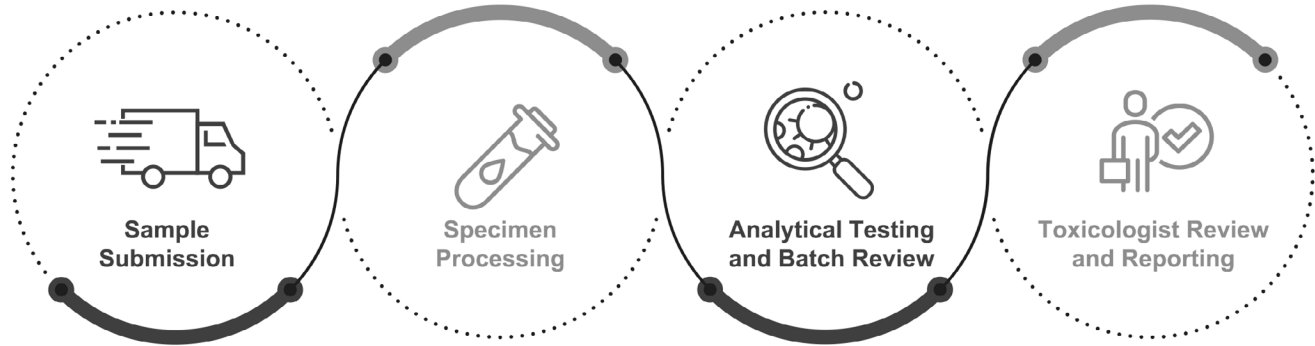 Sample
Submission
Specimen
Processing
Analytical Testing
and Batch Review
Toxicologist Review
and Reporting